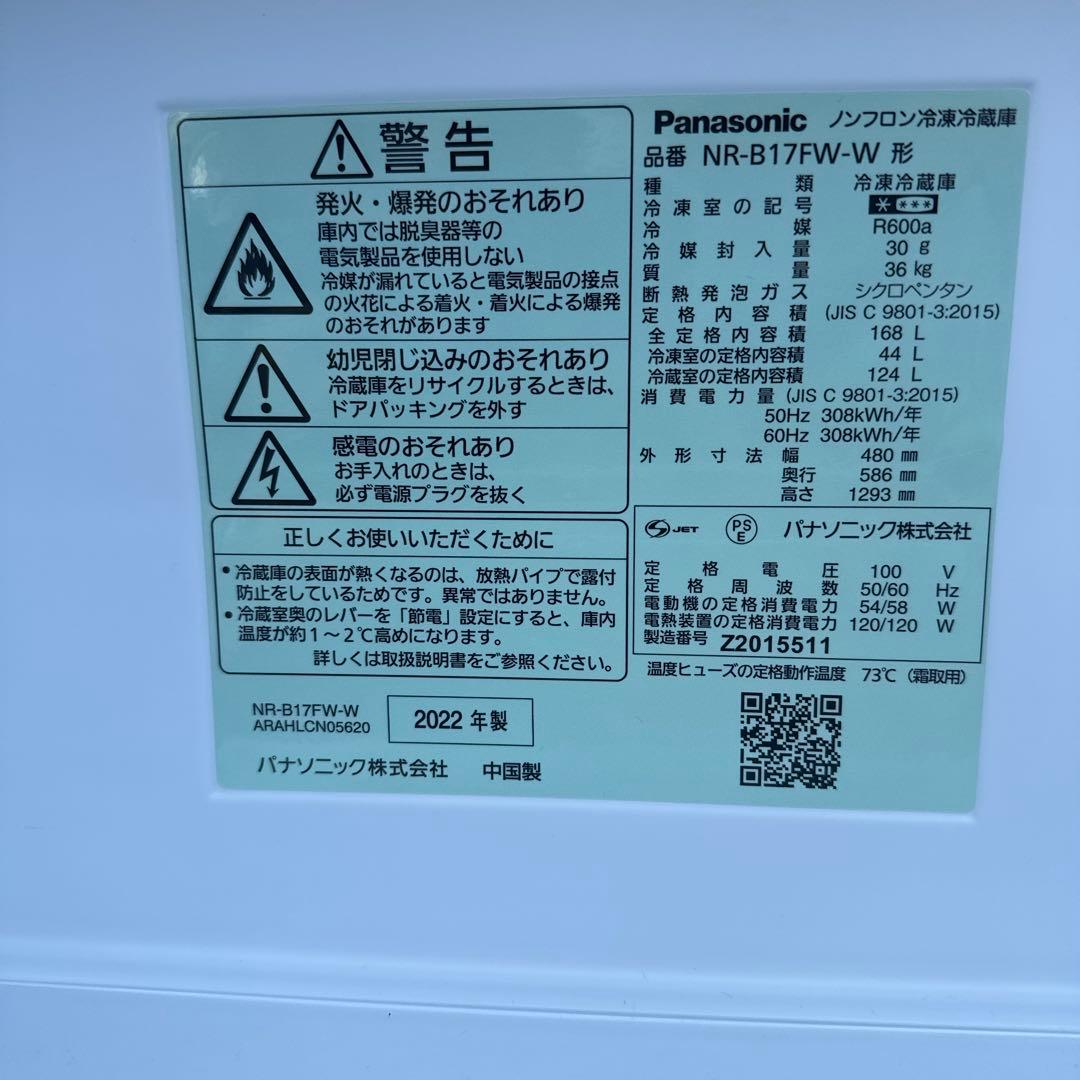 警告
発火・爆発のおそれあり
庫内では脱臭器等の
電気製品を使用しない
冷媒が漏れていると電気製品の接点
の火花による着火・着火による爆発
のおそれがあります
幼児閉じ込みのおそれあり
冷蔵庫をリサイクルするときは、
ドアパッキングを外す
感電のおそれあり
お手入れのときは、
必ず電源プラグを抜く
正しくお使いいただくために
•冷蔵庫の表面が熱くなるのは、放熱パイプで露付
防止をしているためです。異常ではありません。
•冷蔵室奥のレバーを「節電」設定にすると、庫内
温度が約1〜2℃高めになります。
詳しくは取扱説明書をご参照ください。
NR-B17FW-W
ARAHLCN05620
2022年製
パナソニック株式会社 中国製
Panasonic ノンフロン冷凍冷蔵庫
品番 NR-B17FW-W 形
種類 冷凍冷蔵庫
冷凍室の記号 * ***
冷媒 R600a
冷媒封入量 30 g
質量 36 kg
断熱発泡ガス シクロペンタン
定格内容積 (JIS C 9801-3:2015)
全定格内容積 168 L
冷凍室の定格内容積 44 L
冷蔵室の定格内容積 124 L
消費電力量 (JIS C 9801-3:2015)
50Hz 308kWh/年
60Hz 308kWh/年
外形寸法 幅 480 mm
奥行 586 mm
高さ 1293 mm
S JET PSE パナソニック株式会社
定格電圧 100 V
定格周波数 50/60 Hz
電動機の定格消費電力 54/58 W
電熱装置の定格消費電力 120/120 W
製造番号 Z2015511
温度ヒューズの定格動作温度 73℃（霜取用）